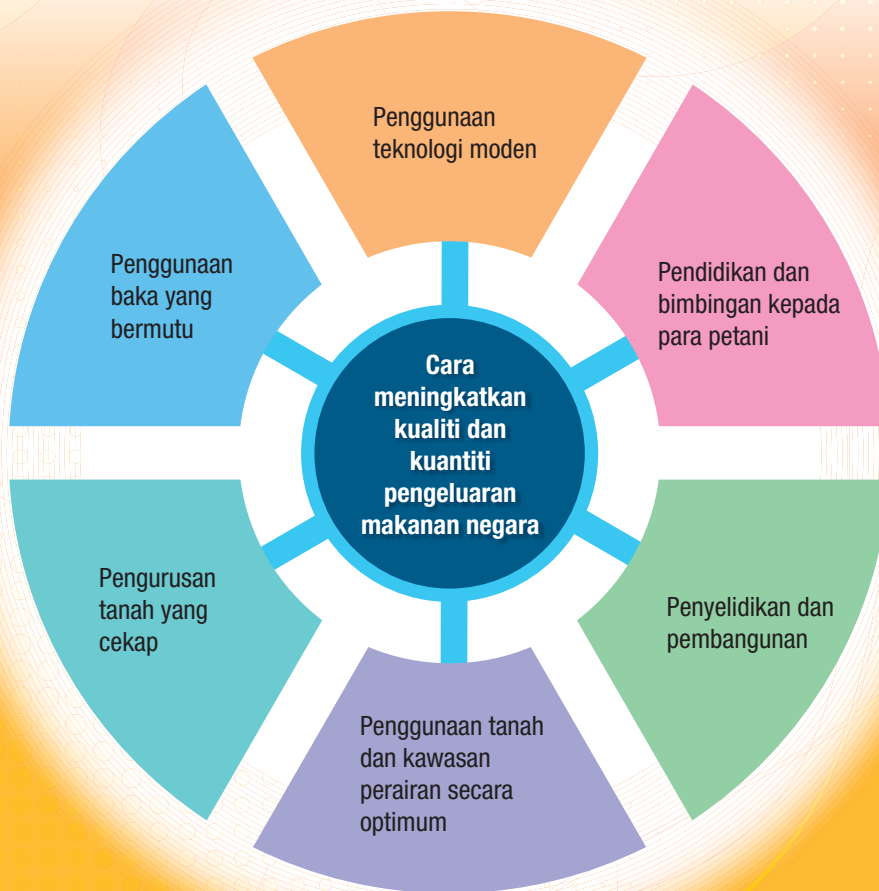 Penggunaan
teknologi moden
Pendidikan dan
bimbingan kepada
para petani
Penyelidikan dan
pembangunan
Penggunaan tanah
dan kawasan
perairan secara
optimum
Pengurusan
tanah yang
cekap
Penggunaan
baka yang
bermutu
Cara
meningkatkan
kualiti dan
kuantiti
pengeluaran
makanan negara